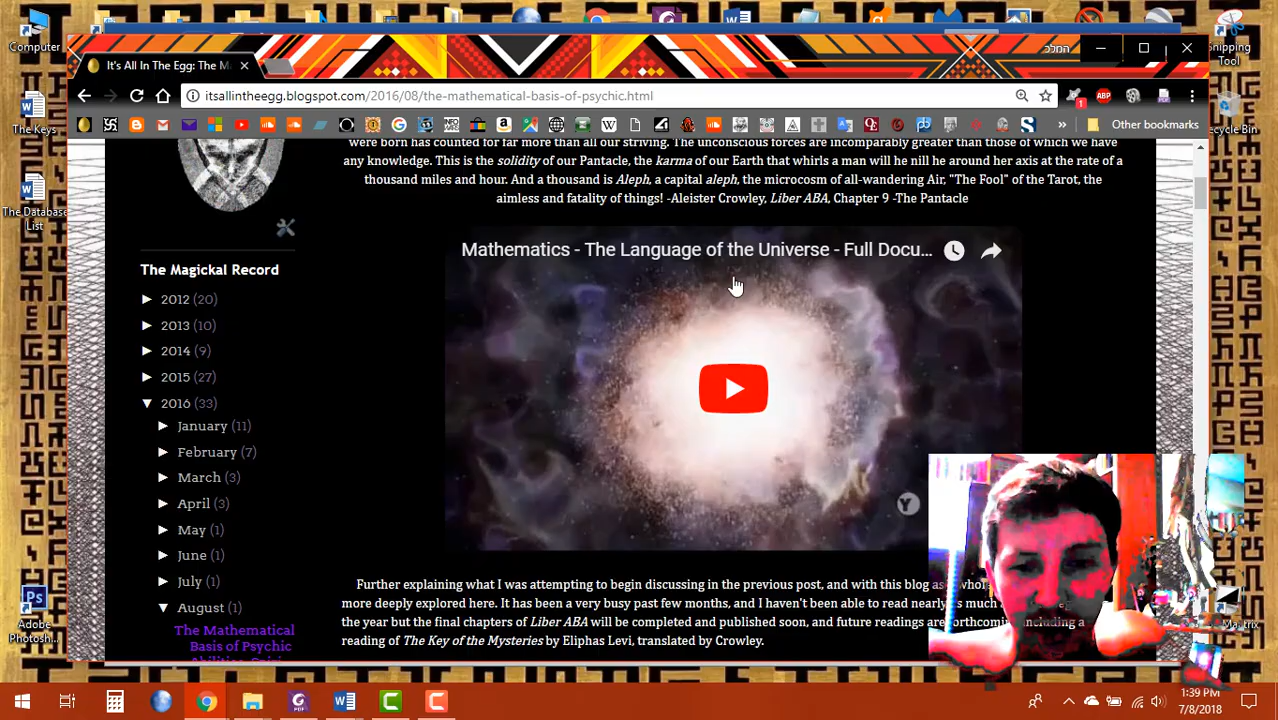 Computer
The Keys
The Database
List
Adobe
Photosh...
Snipping
Tool
ecycle Bin
המלכ
It's All In The Egg: The M
itsallintheegg.blogspot.com/2016/08/the-mathematical-basis-of-psychic.html
Other bookmarks
were born has counted for far more than all our striving. The unconscious forces are incomparably greater than those of which we have
any knowledge. This is the solidity of our Pantacle, the karma of our Earth that whirls a man will he nill he around her axis at the rate of a
thousand miles and hour. And a thousand is Aleph, a capital aleph, the microcosm of all-wandering Air, "The Fool" of the Tarot, the
aimless and fatality of things! -Aleister Crowley, Liber ABA, Chapter 9 -The Pantacle
Mathematics - The Language of the Universe - Full Docu...
The Magickal Record
► 2012 (20)
► 2013 (10)
► 2014 (9)
► 2015 (27)
▼ 2016 (33)
► January (11)
► February (7)
► March (3)
► April (3)
► May (1)
► June (1)
► July (1)
▼ August (1)
The Mathematical
Basis of Psychic
Further explaining what I was attempting to begin discussing in the previous post, and with this blog as
more deeply explored here. It has been a very busy past few months, and I haven't been able to read nearly as much
the year but the final chapters of Liber ABA will be completed and published soon, and future readings are including a
reading of The Key of the Mysteries by Eliphas Levi, translated by Crowley.
1:39 PM
7/8/2018